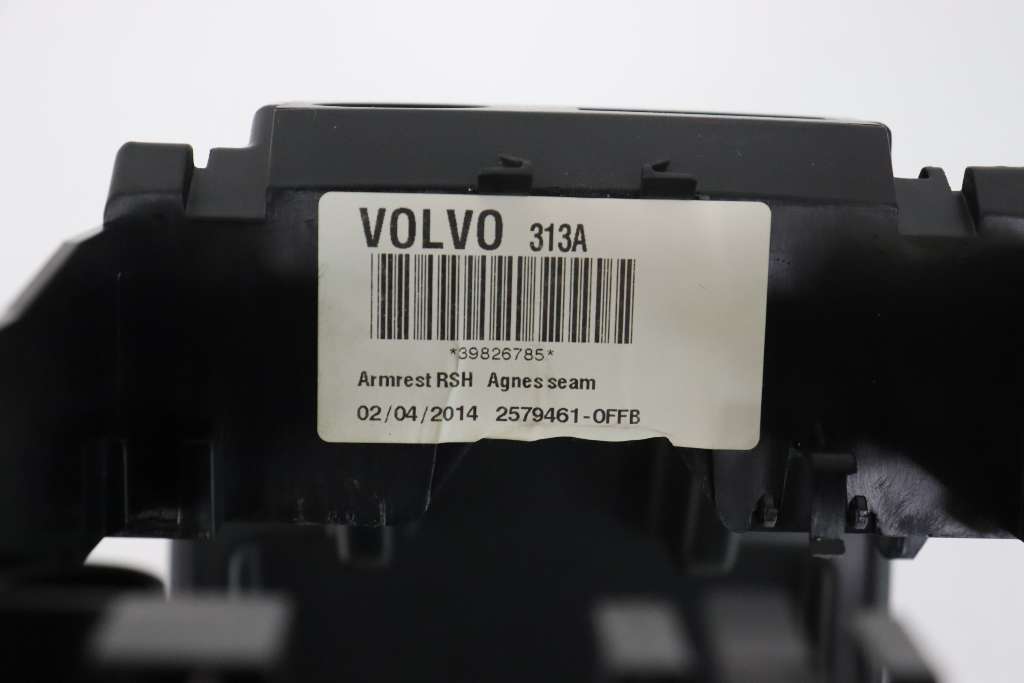 VOLVO 313A
*39826785*
Armrest RSH Agnes seam
02/04/2014 2579461-0FFB